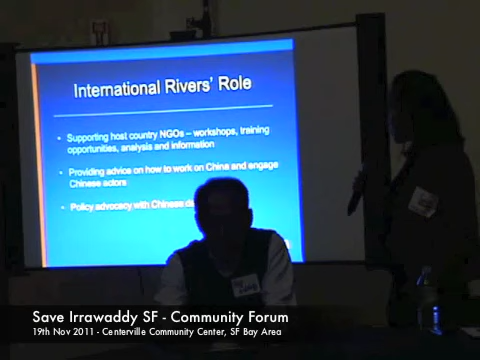 International Rivers' Role
• Supporting host country NGOs – workshops, training
opportunities, analysis and information
• Providing advice on how to work on China and engage
Chinese actors
• Policy advocacy with Chinese
Save Irrawaddy SF - Community Forum
19th Nov 2011 - Centerville Community Center, SF Bay Area